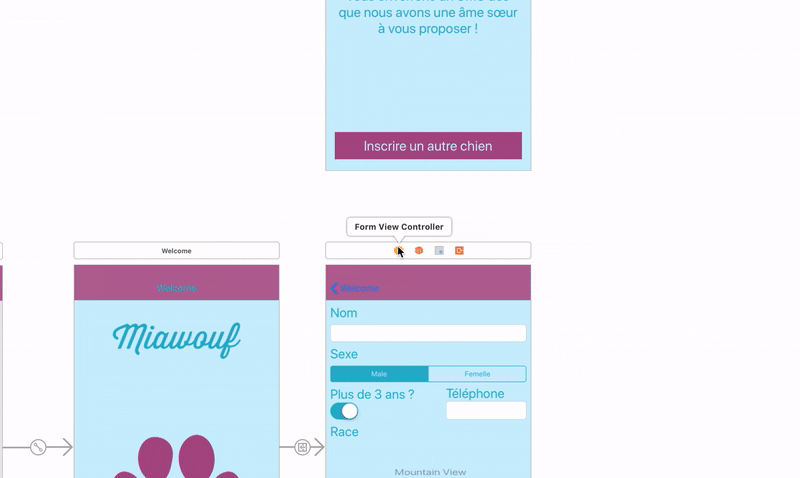 que nous avons une âme sœur
à vous proposer !
Inscrire un autre chien
Form View Controller
Welcome
Welcome
Miawouf
Welcome
Nom
Sexe
Male
Femelle
Plus de 3 ans ?
Téléphone
Race
Mountain View